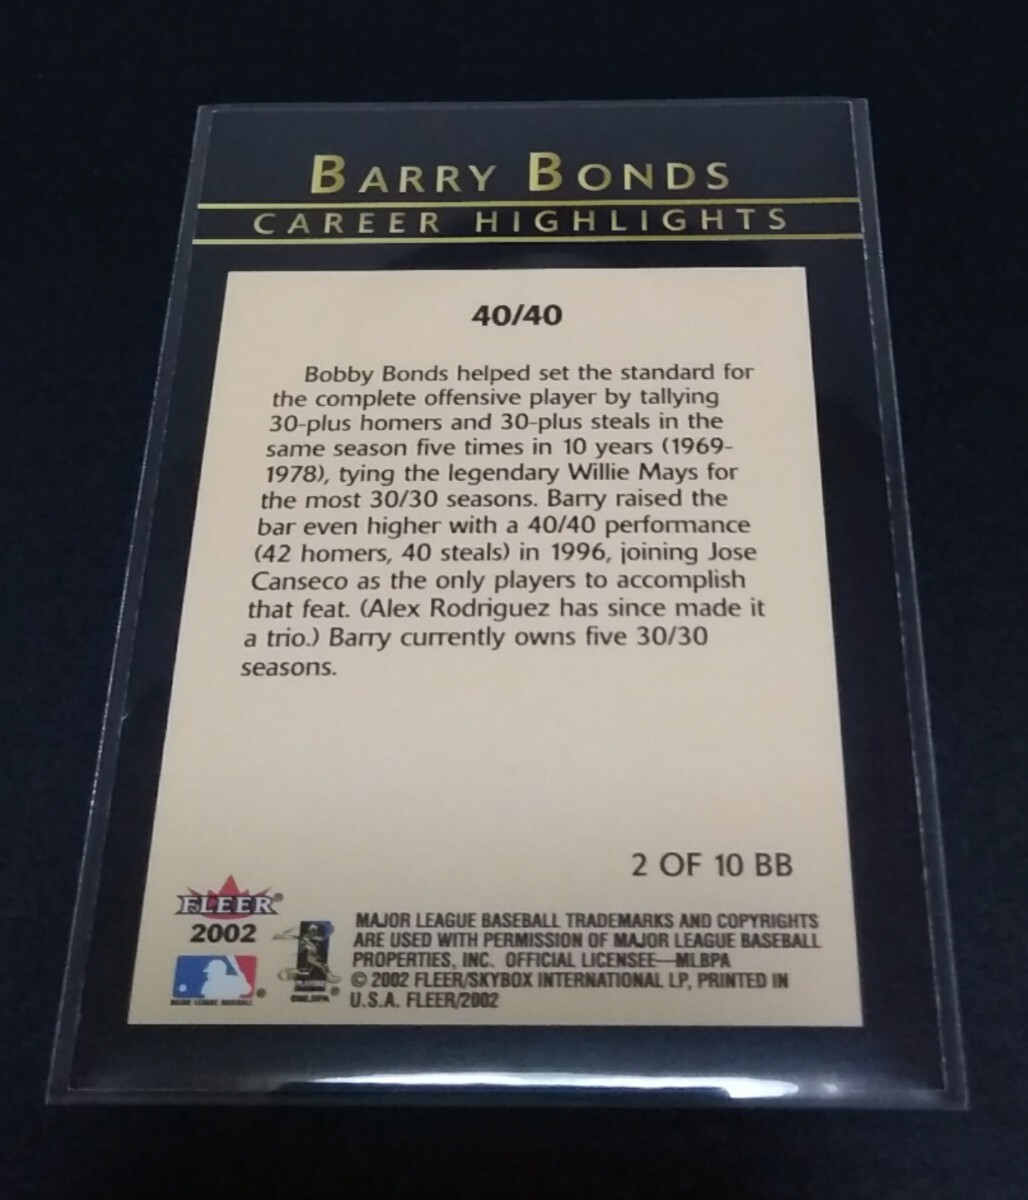 BARRY BONDS
CAREER HIGHLIGHTS
40/40
Bobby Bonds helped set the standard for
the complete offensive player by tallying
30-plus homers and 30-plus steals in the
same season five times in 10 years (1969-
1978), tying the legendary Willie Mays for
the most 30/30 seasons. Barry raised the
bar even higher with a 40/40 performance
(42 homers, 40 steals) in 1996, joining Jose
Canseco as the only players to accomplish
that feat. (Alex Rodriguez has since made it
a trio.) Barry currently owns five 30/30
seasons.
2 OF 10 BB
FLEER®
2002
MAJOR LEAGUE BASEBALL®
©MLBPA
MAJOR LEAGUE BASEBALL TRADEMARKS AND COPYRIGHTS
ARE USED WITH PERMISSION OF MAJOR LEAGUE BASEBALL
PROPERTIES, INC. OFFICIAL LICENSEE—MLBPA
© 2002 FLEER/SKYBOX INTERNATIONAL LP, PRINTED IN
U.S.A. FLEER/2002